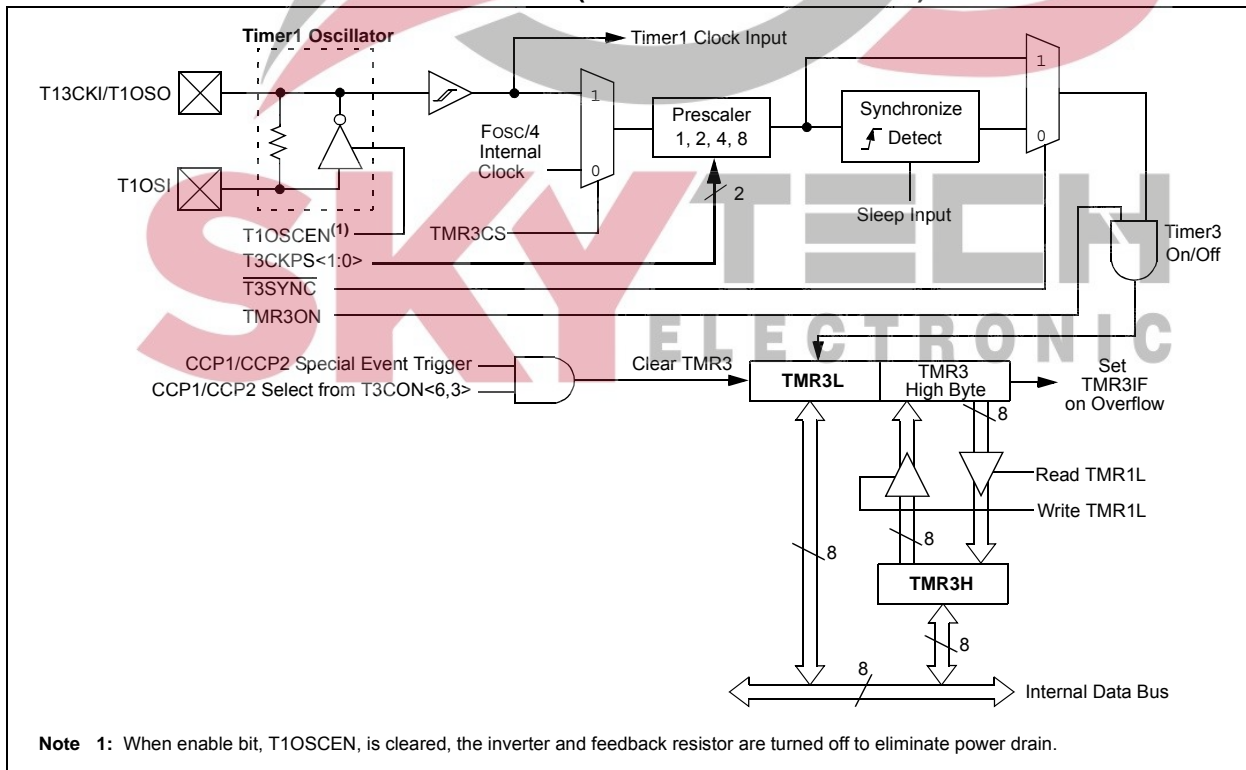 Timer1 Oscillator
Timer1 Clock Input
T13CKI/T1OSO
1
1
Prescaler
1, 2, 4, 8
Synchronize
Detect
FOSC/4
Internal
Clock
0
0
T1OSI
2
Sleep Input
T1OSCEN(1)
TMR3CS
Timer3
On/Off
T3CKPS<1:0>
T3SYNC
TMR3ON
SKYTECH
ELECTRONIC
CCP1/CCP2 Special Event Trigger
CCP1/CCP2 Select from T3CON<6,3>
Clear TMR3
TMR3L
TMR3
High Byte
Set
TMR3IF
on Overflow
8
Read TMR1L
Write TMR1L
8
8
TMR3H
8
8
Internal Data Bus
Note 1: When enable bit, T1OSCEN, is cleared, the inverter and feedback resistor are turned off to eliminate power drain.